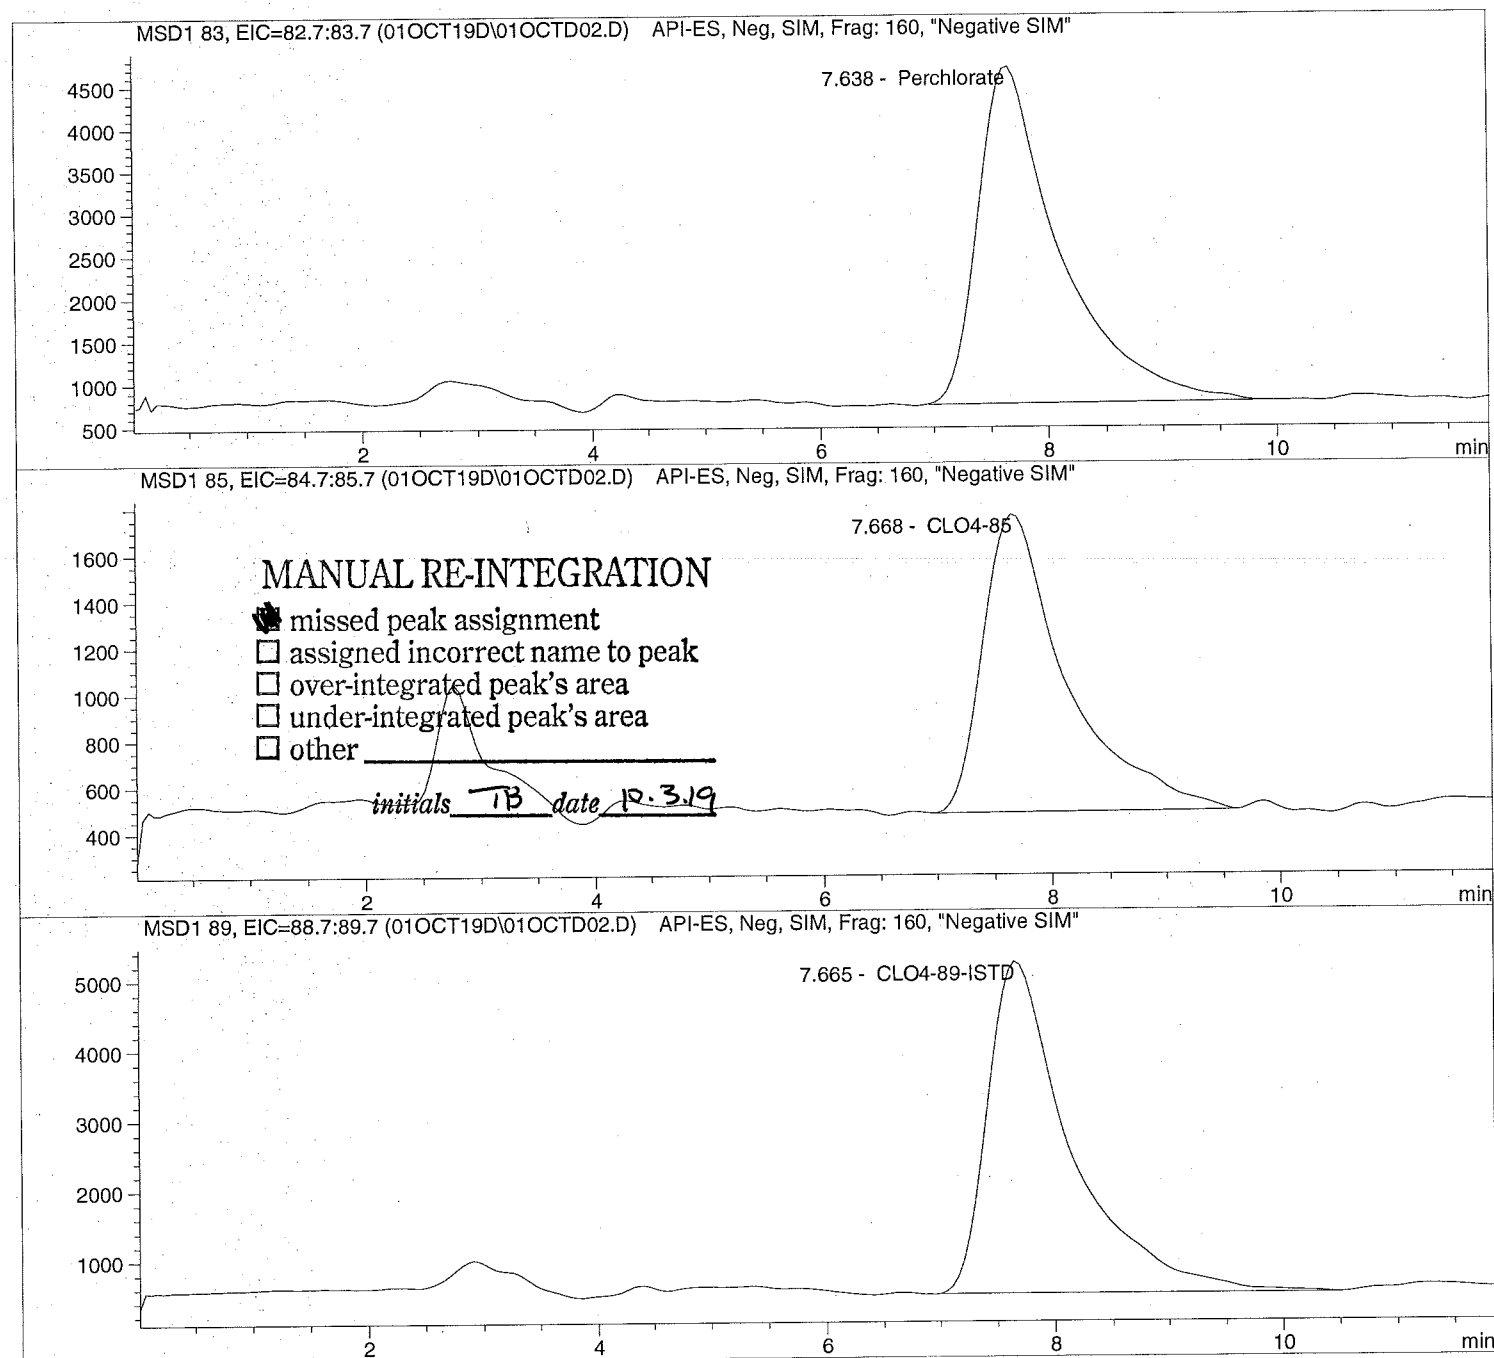 MSD1 83, EIC=82.7:83.7 (01OCT19D\01OCTD02.D) API-ES, Neg, SIM, Frag: 160, "Negative SIM"
7.638 - Perchlorate
4500
4000
3500
3000
2500
2000
1500
1000
500
2 4 6 8 10 min
MSD1 85, EIC=84.7:85.7 (01OCT19D\01OCTD02.D) API-ES, Neg, SIM, Frag: 160, "Negative SIM"
7.668 - CLO4-85
1600
1400
1200
1000
800
600
400
MANUAL RE-INTEGRATION
missed peak assignment
assigned incorrect name to peak
over-integrated peak's area
under-integrated peak's area
other
initials TB date 10.3.19
2 4 6 8 10 min
MSD1 89, EIC=88.7:89.7 (01OCT19D\01OCTD02.D) API-ES, Neg, SIM, Frag: 160, "Negative SIM"
7.665 - CLO4-89-ISTD
5000
4000
3000
2000
1000
2 4 6 8 10 min